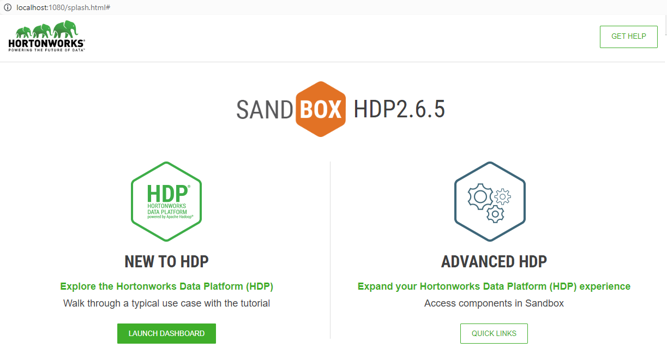 localhost:1080/splash.html#
HORTONWORKS
POWERING THE FUTURE OF DATA
GET HELP
SANDBOX HDP2.6.5
HDP
HORTONWORKS
DATA PLATFORM
powered by Apache Hadoop
NEW TO HDP
Explore the Hortonworks Data Platform (HDP)
Walk through a typical use case with the tutorial
LAUNCH DASHBOARD
ADVANCED HDP
Expand your Hortonworks Data Platform (HDP) experience
Access components in Sandbox
QUICK LINKS